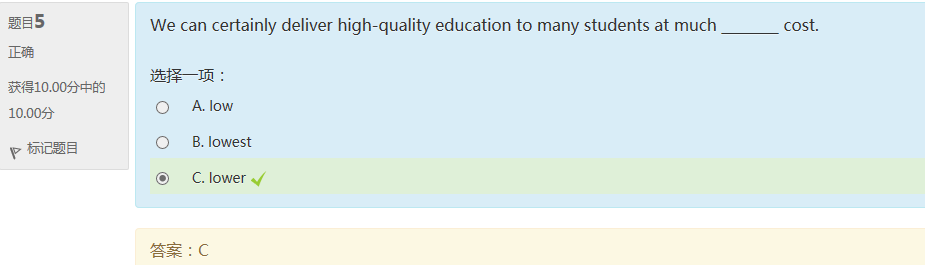 题目5
正确
获得10.00分中的
10.00分
标记题目
We can certainly deliver high-quality education to many students at much _______ cost.
选择一项：
A. low
B. lowest
C. lower
答案：C